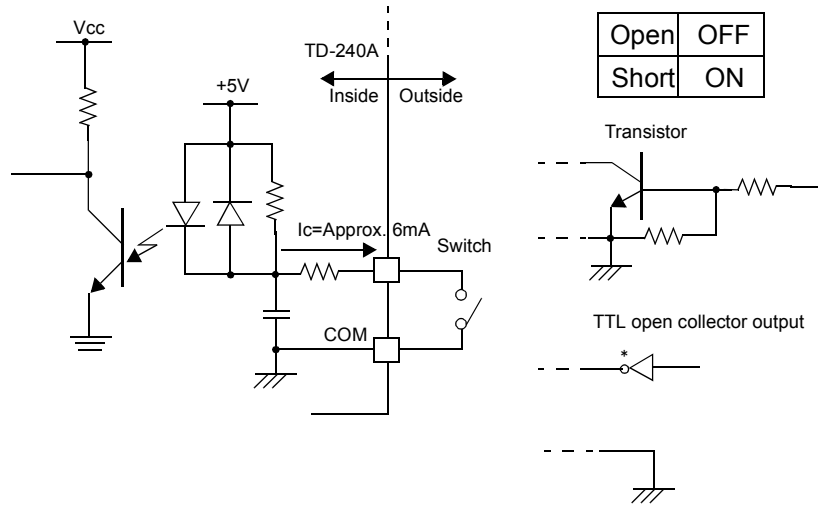 Vcc
TD-240A
Open OFF
+5V
Inside Outside
Short ON
Transistor
Ic=Approx. 6mA
Switch
COM
TTL open collector output
*